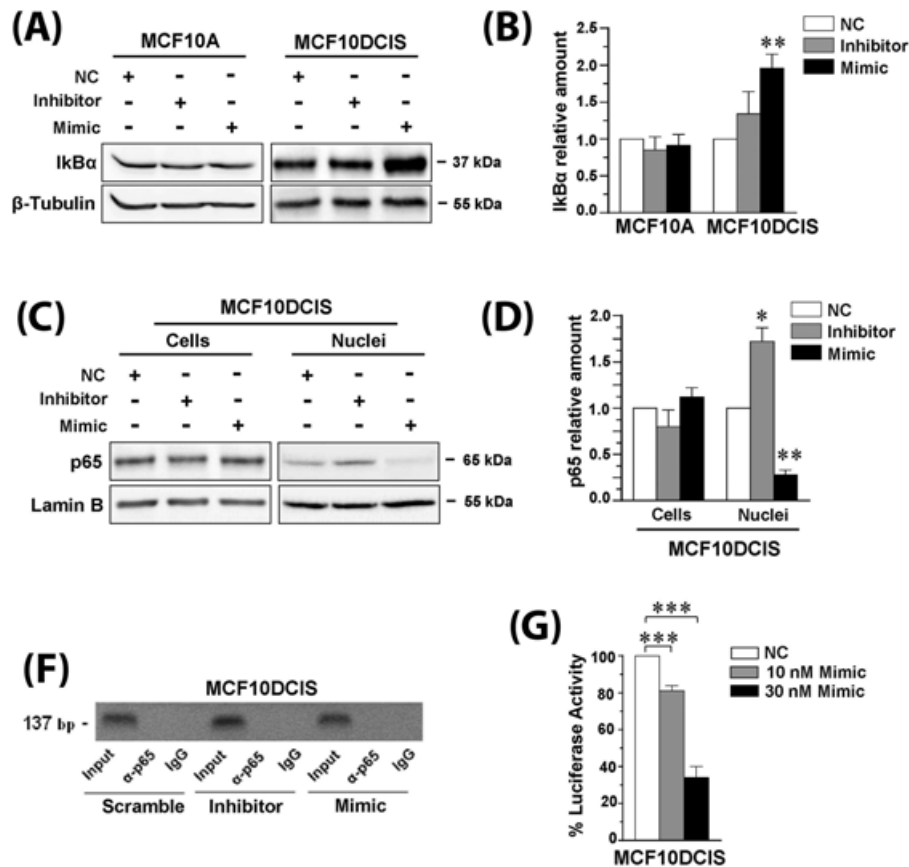 (A)
MCF10A MCF10DCIS
NC + - - + - -
Inhibitor - + - - + -
Mimic - - + - - +
IkBα - 37 kDa
β-Tubulin - 55 kDa
(B)
NC
Inhibitor
Mimic
IkBα relative amount
2.5
2.0
1.5
1.0
0.5
0.0
**
MCF10A MCF10DCIS
(C)
MCF10DCIS
Cells Nuclei
NC + - - + - -
Inhibitor - + - - + -
Mimic - - + - - +
p65 - 65 kDa
Lamin B - 55 kDa
(D)
NC
Inhibitor
Mimic
p65 relative amount
2.0
1.5
1.0
0.5
0.0
*
**
Cells Nuclei
MCF10DCIS
(F)
MCF10DCIS
137 bp -
Input α-p65 IgG Input α-p65 IgG Input α-p65 IgG
Scramble Inhibitor Mimic
(G)
NC
10 nM Mimic
30 nM Mimic
% Luciferase Activity
100
80
60
40
20
0
***
***
MCF10DCIS